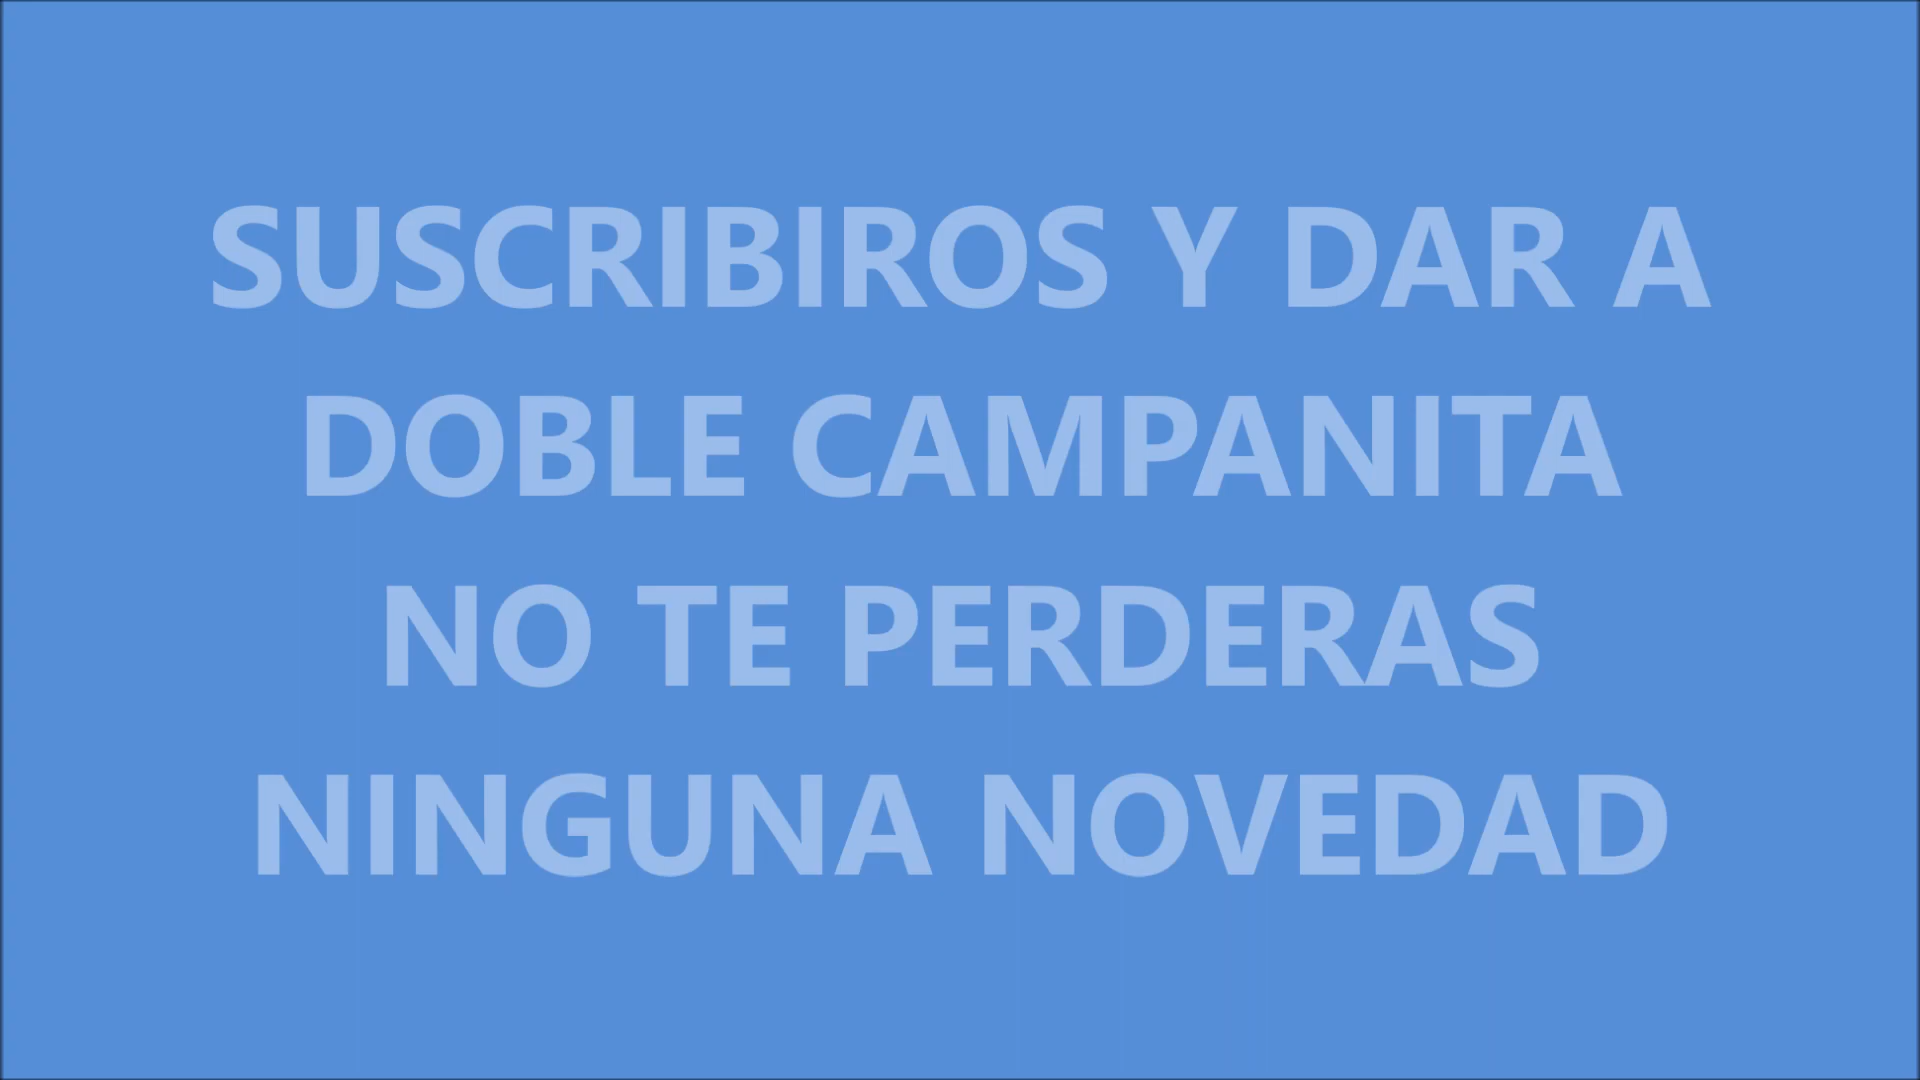 SUSCRIBIROS Y DAR A
DOBLE CAMPANITA
NO TE PERDERAS
NINGUNA NOVEDAD